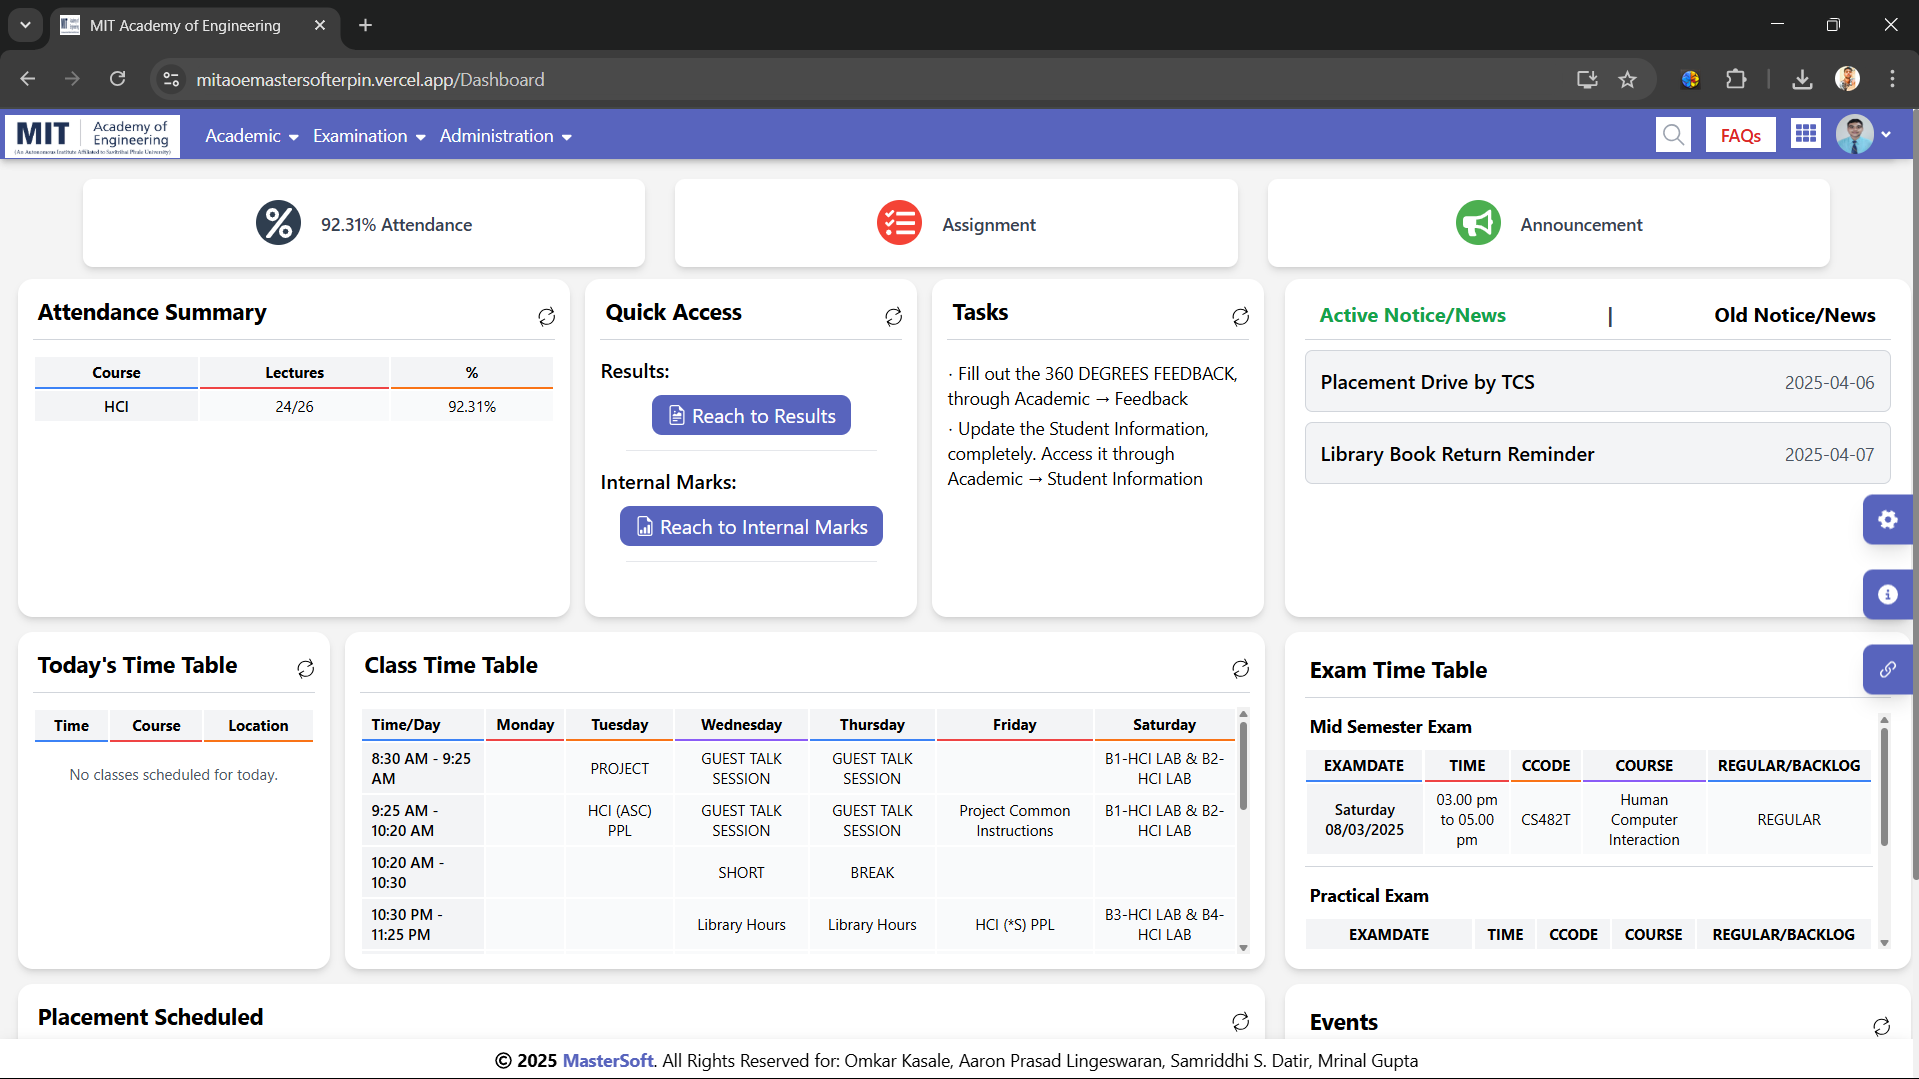 MIT Academy of Engineering
mitaoemastersofterpin.vercel.app/Dashboard
MIT Academy of Engineering
(An Autonomous Institute Affiliated to Savitribai Phule University)
Academic Examination Administration FAQs
92.31% Attendance
Assignment
Announcement
Attendance Summary
Course Lectures %
HCI 24/26 92.31%
Quick Access
Results:
Reach to Results
Internal Marks:
Reach to Internal Marks
Tasks
· Fill out the 360 DEGREES FEEDBACK,
through Academic → Feedback
· Update the Student Information,
completely. Access it through
Academic → Student Information
Active Notice/News | Old Notice/News
Placement Drive by TCS 2025-04-06
Library Book Return Reminder 2025-04-07
Today's Time Table
Time Course Location
No classes scheduled for today.
Class Time Table
Time/Day Monday Tuesday Wednesday Thursday Friday Saturday
8:30 AM - 9:25 AM PROJECT GUEST TALK SESSION GUEST TALK SESSION B1-HCI LAB & B2-HCI LAB
9:25 AM - 10:20 AM HCI (ASC) PPL GUEST TALK SESSION GUEST TALK SESSION Project Common Instructions B1-HCI LAB & B2-HCI LAB
10:20 AM - 10:30 SHORT BREAK
10:30 PM - 11:25 PM Library Hours Library Hours HCI (*S) PPL B3-HCI LAB & B4-HCI LAB
Exam Time Table
Mid Semester Exam
EXAMDATE TIME CCODE COURSE REGULAR/BACKLOG
Saturday 08/03/2025 03.00 pm to 05.00 pm CS482T Human Computer Interaction REGULAR
Practical Exam
EXAMDATE TIME CCODE COURSE REGULAR/BACKLOG
Placement Scheduled
Events
© 2025 MasterSoft. All Rights Reserved for: Omkar Kasale, Aaron Prasad Lingeswaran, Samriddhi S. Datir, Mrinal Gupta